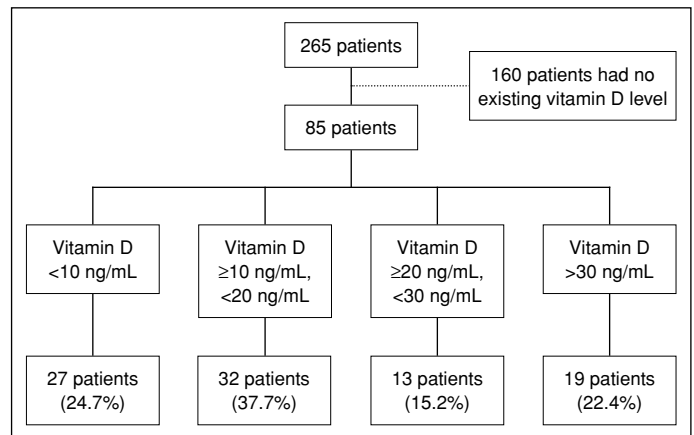 265 patients
160 patients had no
existing vitamin D level
85 patients
Vitamin D
<10 ng/mL
Vitamin D
≥10 ng/mL,
<20 ng/mL
Vitamin D
≥20 ng/mL,
<30 ng/mL
Vitamin D
>30 ng/mL
27 patients
(24.7%)
32 patients
(37.7%)
13 patients
(15.2%)
19 patients
(22.4%)